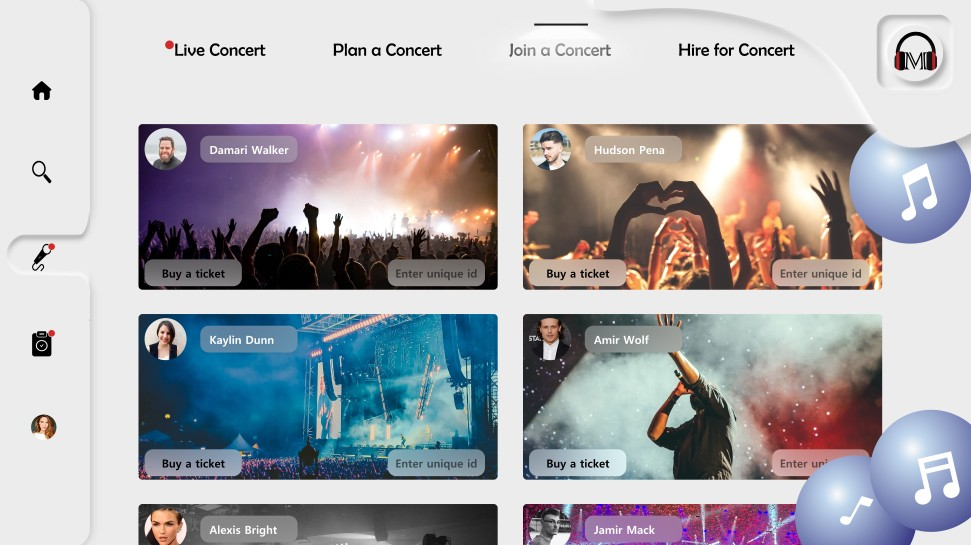 Live Concert
Plan a Concert
Join a Concert
Hire for Concert
M
Damari Walker
Buy a ticket
Enter unique id
Hudson Pena
Buy a ticket
Enter unique id
Kaylin Dunn
Buy a ticket
Enter unique id
STA
Amir Wolf
Buy a ticket
Enter un
Alexis Bright
Jamir Mack